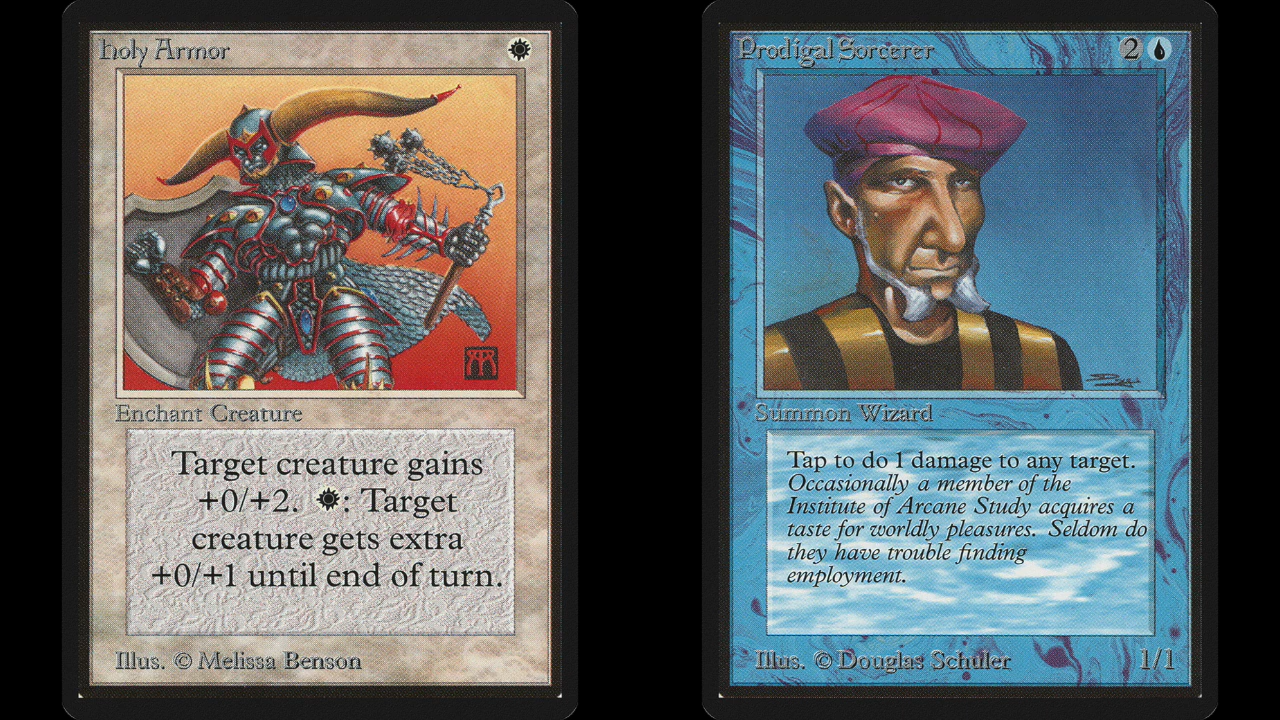 Holy Armor
Enchant Creature
Target creature gains
+0/+2. : Target
creature gets extra
+0/+1 until end of turn.
Illus. © Melissa Benson
Prodigal Sorcerer 2
Summon Wizard
Tap to do 1 damage to any target.
Occasionally a member of the
Institute of Arcane Study acquires a
taste for worldly pleasures. Seldom do
they have trouble finding
employment.
Illus. © Douglas Schuler 1/1